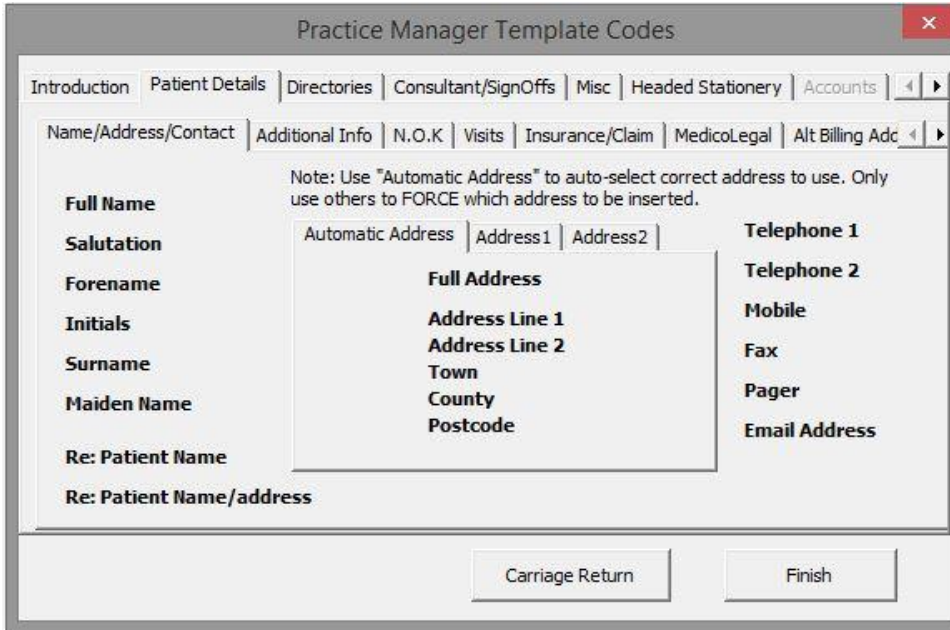 Practice Manager Template Codes
Introduction Patient Details Directories Consultant/SignOffs Misc Headed Stationery Accounts
Name/Address/Contact Additional Info N.O.K Visits Insurance/Claim MedicoLegal Alt Billing Add
Note: Use "Automatic Address" to auto-select correct address to use. Only
use others to FORCE which address to be inserted.
Full Name
Salutation
Forename
Initials
Surname
Maiden Name
Re: Patient Name
Re: Patient Name/address
Automatic Address Address1 Address2
Full Address
Address Line 1
Address Line 2
Town
County
Postcode
Telephone 1
Telephone 2
Mobile
Fax
Pager
Email Address
Carriage Return Finish